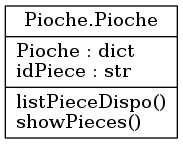 Pioche.Pioche
Pioche : dict
idPiece : str
listPieceDispo()
showPieces()